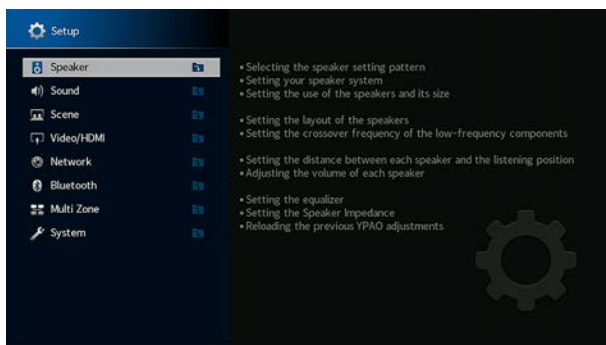 Setup
Speaker
Sound
Scene
Video/HDMI
Network
Bluetooth
Multi Zone
System
• Selecting the speaker setting pattern
• Setting your speaker system
• Setting the use of the speakers and its size
• Setting the layout of the speakers
• Setting the crossover frequency of the low-frequency components
• Setting the distance between each speaker and the listening position
• Adjusting the volume of each speaker
• Setting the equalizer
• Setting the Speaker Impedance
• Reloading the previous YPAO adjustments